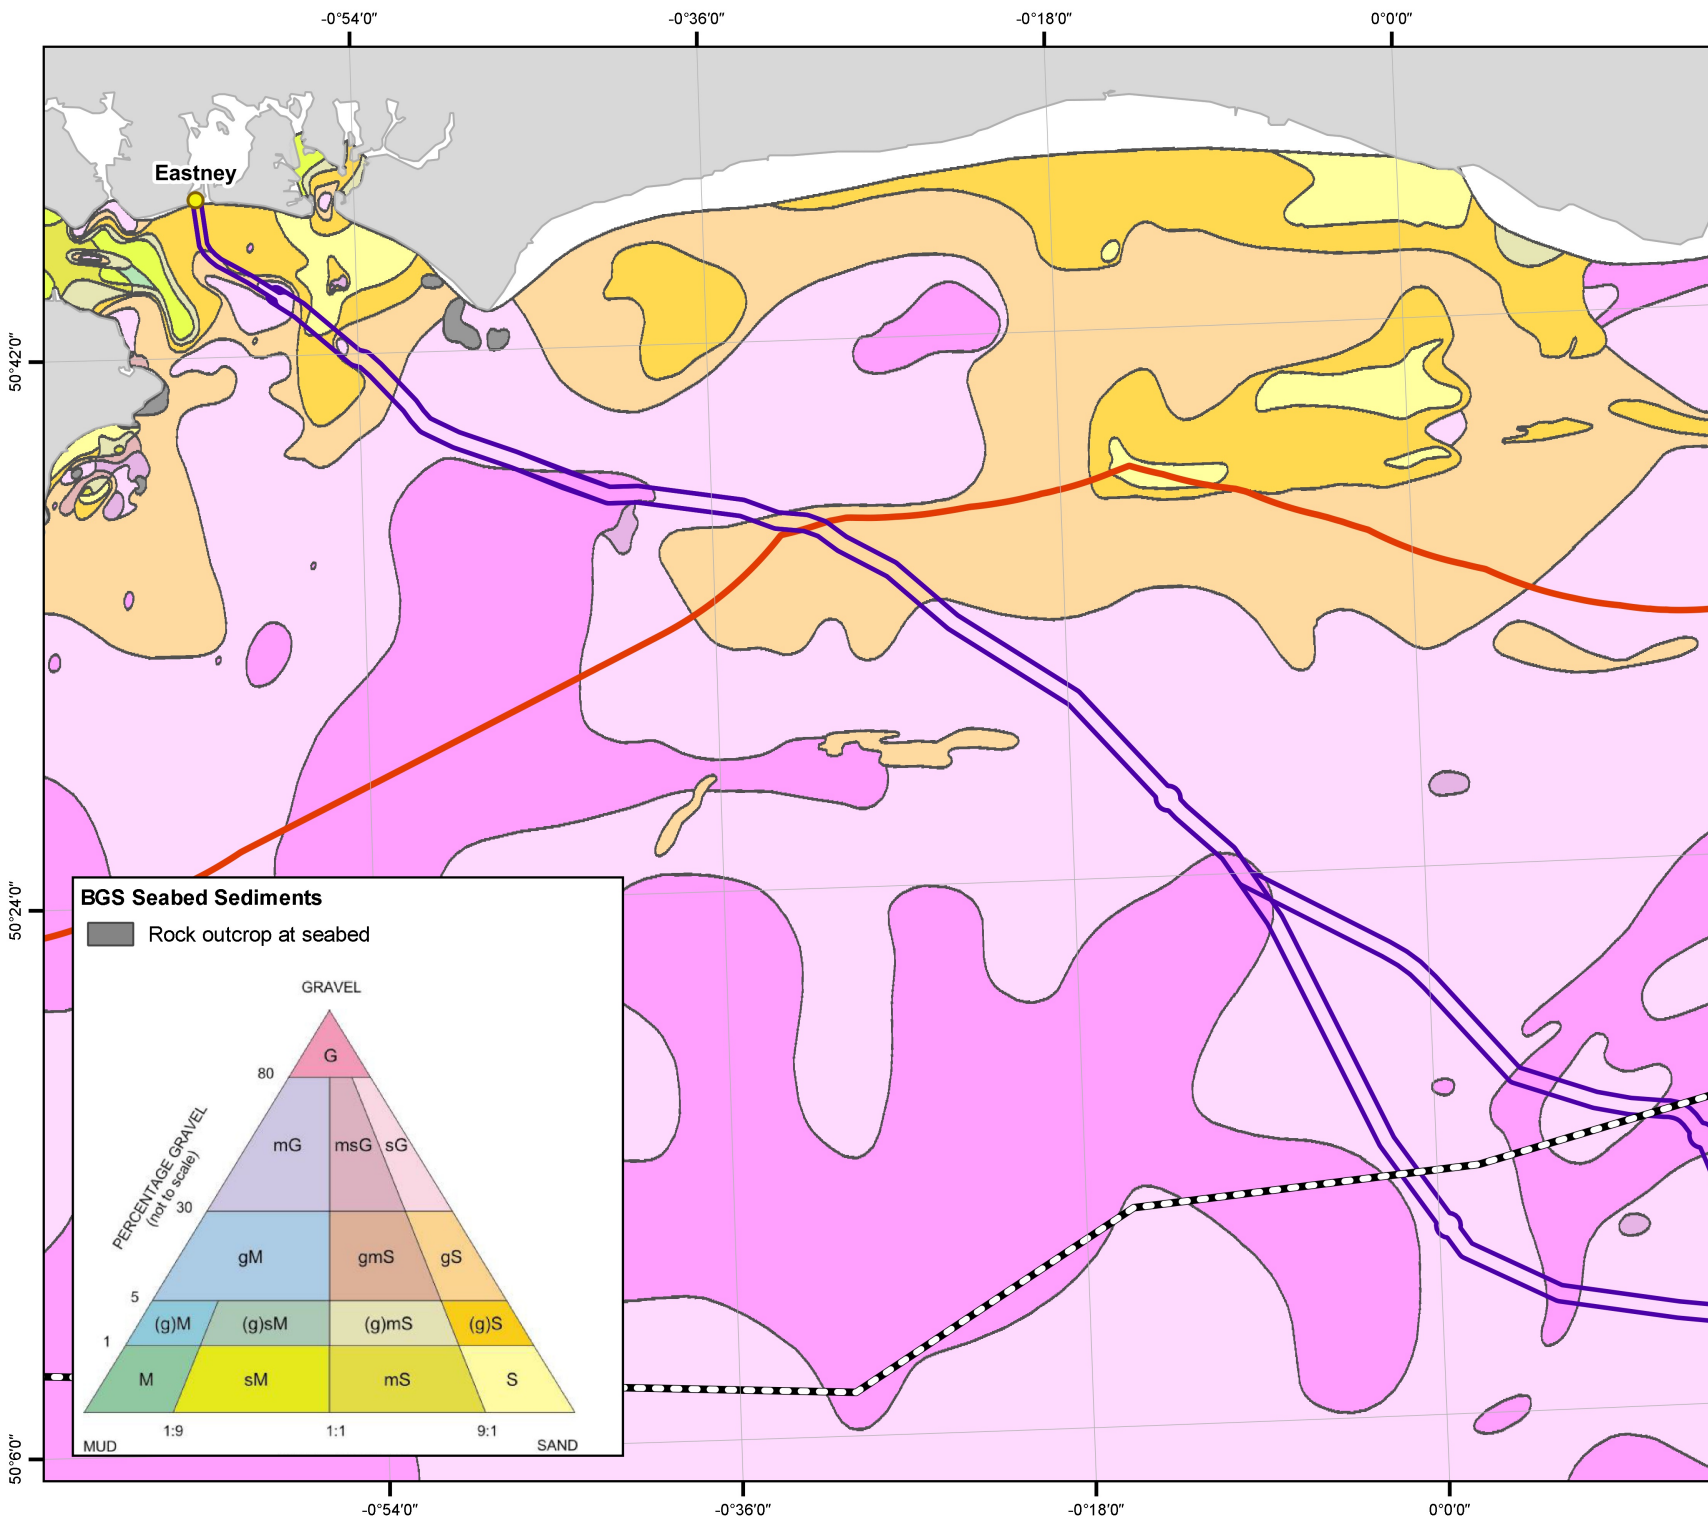 -0°54'0" -0°36'0" -0°18'0" 0°0'0"
Eastney
50°42'0"
50°24'0"
50°6'0"
BGS Seabed Sediments
Rock outcrop at seabed
GRAVEL
G
80
mG msG sG
PERCENTAGE GRAVEL
(not to scale)
30
gM gmS gS
5
(g)M (g)sM (g)mS (g)S
1
M sM mS S
1:9 1:1 9:1
MUD SAND
-0°54'0" -0°36'0" -0°18'0" 0°0'0"